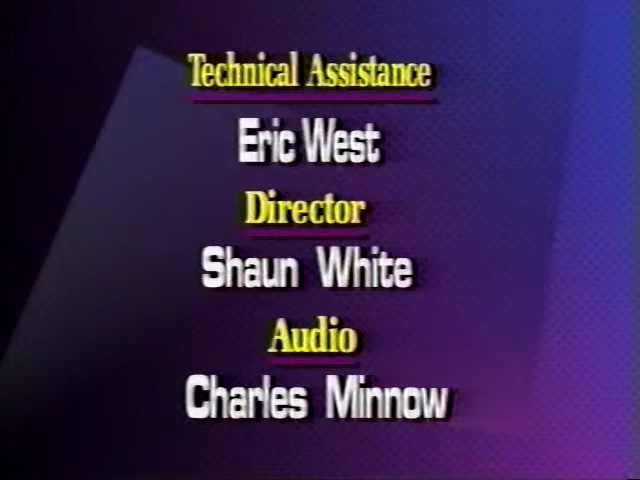 Technical Assistance
Eric West
Director
Shaun White
Audio
Charles Minnow